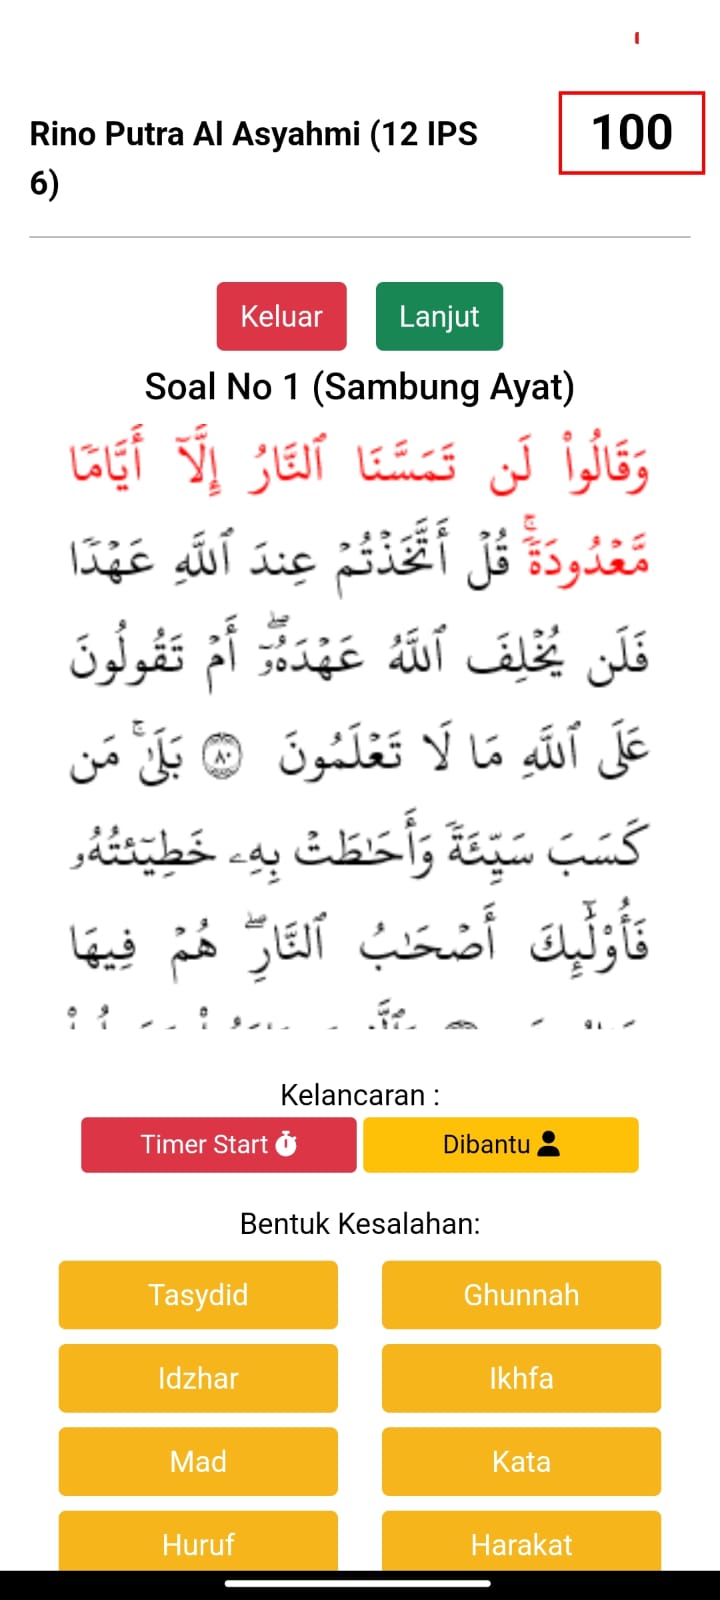 Rino Putra Al Asyahmi (12 IPS
6)
100
Keluar
Lanjut
Soal No 1 (Sambung Ayat)
وَقَالُوا۟ لَن تَمَسَّنَا ٱلنَّارُ إِلَّآ أَيَّامًا
مَّعْدُودَةً ۚ قُلْ أَتَّخَذْتُمْ عِندَ ٱللَّهِ عَهْدًا
فَلَن يُخْلِفَ ٱللَّهُ عَهْدَهُۥٓ ۖ أَمْ تَقُولُونَ
عَلَى ٱللَّهِ مَا لَا تَعْلَمُونَ ٨٠ بَلَىٰ ۚ مَن
كَسَبَ سَيِّئَةً وَأَحَٰطَتْ بِهِۦ خَطِيٓـَٔتُهُۥ
فَأُو۟لَٰٓئِكَ أَصْحَٰبُ ٱلنَّارِ ۖ هُمْ فِيهَا
Kelancaran :
Timer Start
Dibantu
Bentuk Kesalahan:
Tasydid
Ghunnah
Idzhar
Ikhfa
Mad
Kata
Huruf
Harakat